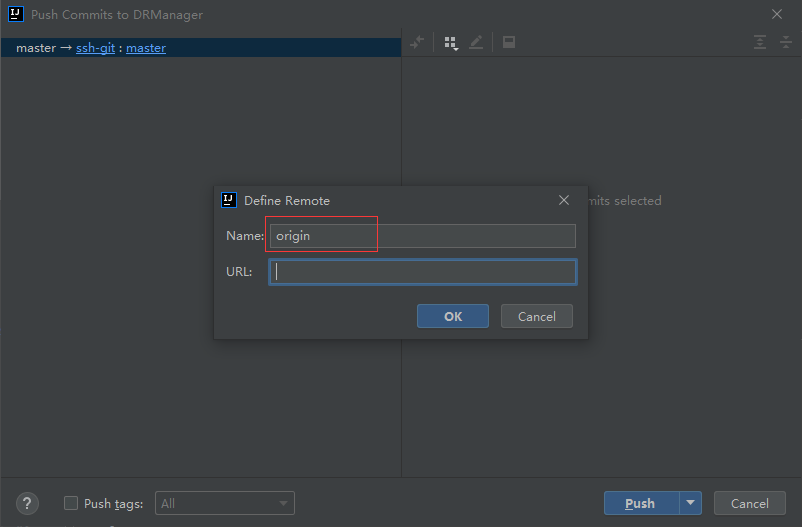 Push Commits to DRManager
master → ssh-git : master
mits selected
Define Remote
Name: origin
URL:
OK Cancel
? Push tags: All Push Cancel